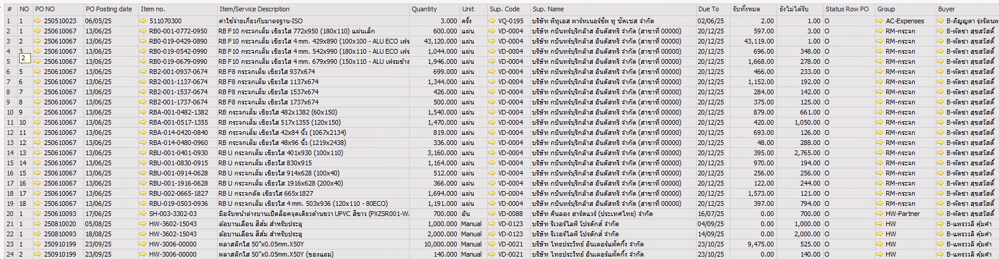 # NO PO NO PO Posting date Item no. Item/Service Description Quantity Unit Sup. Code Sup. Name Due To รับทั้งหมด ยังไม่ได้รับ Status Row PO Group Buyer
1 1 250510023 06/05/25 511070300 ค่าใช้จ่ายเกี่ยวกับมาตรฐาน-ISO 3.000 ครั้ง VQ-0195 บริษัท พีทูเอส พาร์ทเนอร์ชีพ ทู ซัคเซส จำกัด 02/06/25 2.00 1.00 O AC-Expenses B-ภิญญดา รุ่งรัตนพ
2 1 250610067 13/06/25 RB0-001-0772-0950 RB F10 กระจกเต็ม เขียวใส 772x950 (180x110) แผ่นเล็ก 600.000 แผ่น VD-0004 บริษัท กบินทร์บุรีกล๊าส อินดัสทรี จำกัด (สาขาที่ 00000) 20/12/25 597.00 3.00 O RM-กระจก B-พัดชา สุขสวัสดิ์
3 2 250610067 13/06/25 RB0-019-0429-0890 RB F10 กระจกเต็ม เขียวใส 4 mm. 429x890 (100x100 - ALU ECO เฟร 43,120.000 แผ่น VD-0004 บริษัท กบินทร์บุรีกล๊าส อินดัสทรี จำกัด (สาขาที่ 00000) 20/12/25 43,119.00 1.00 O RM-กระจก B-พัดชา สุขสวัสดิ์
4 3 250610067 13/06/25 RB0-019-0542-0990 RB F10 กระจกเต็ม เขียวใส 4 mm. 542x990 (180x110 - ALU ECO เฟร 1,044.000 แผ่น VD-0004 บริษัท กบินทร์บุรีกล๊าส อินดัสทรี จำกัด (สาขาที่ 00000) 20/12/25 696.00 348.00 O RM-กระจก B-พัดชา สุขสวัสดิ์
2
5 250610067 13/06/25 RB0-019-0679-0990 RB F10 กระจกเต็ม เขียวใส 4 mm. 679x990 (150x110 - ALU เฟรมข้าง 1,946.000 แผ่น VD-0004 บริษัท กบินทร์บุรีกล๊าส อินดัสทรี จำกัด (สาขาที่ 00000) 20/12/25 1,668.00 278.00 O RM-กระจก B-พัดชา สุขสวัสดิ์
6 5 250610067 13/06/25 RB2-001-0937-0674 RB F8 กระจกเต็ม เขียวใส 937x674 699.000 แผ่น VD-0004 บริษัท กบินทร์บุรีกล๊าส อินดัสทรี จำกัด (สาขาที่ 00000) 20/12/25 466.00 233.00 O RM-กระจก B-พัดชา สุขสวัสดิ์
7 6 250610067 13/06/25 RB2-001-1137-0674 RB F8 กระจกเต็ม เขียวใส 1137x674 1,344.000 แผ่น VD-0004 บริษัท กบินทร์บุรีกล๊าส อินดัสทรี จำกัด (สาขาที่ 00000) 20/12/25 1,152.00 192.00 O RM-กระจก B-พัดชา สุขสวัสดิ์
8 7 250610067 13/06/25 RB2-001-1537-0674 RB F8 กระจกเต็ม เขียวใส 1537x674 426.000 แผ่น VD-0004 บริษัท กบินทร์บุรีกล๊าส อินดัสทรี จำกัด (สาขาที่ 00000) 20/12/25 284.00 142.00 O RM-กระจก B-พัดชา สุขสวัสดิ์
9 8 250610067 13/06/25 RB2-001-1737-0674 RB F8 กระจกเต็ม เขียวใส 1737x674 500.000 แผ่น VD-0004 บริษัท กบินทร์บุรีกล๊าส อินดัสทรี จำกัด (สาขาที่ 00000) 20/12/25 375.00 125.00 O RM-กระจก B-พัดชา สุขสวัสดิ์
10 9 250610067 13/06/25 RBA-001-0482-1382 RB กระจกเต็ม เขียวใส 482x1382 (60x150) 1,540.000 แผ่น VD-0004 บริษัท กบินทร์บุรีกล๊าส อินดัสทรี จำกัด (สาขาที่ 00000) 20/12/25 879.00 661.00 O RM-กระจก B-พัดชา สุขสวัสดิ์
11 10 250610067 13/06/25 RBA-001-0517-1355 RB กระจกเต็ม เขียวใส 517x1355 (120x150) 1,470.000 แผ่น VD-0004 บริษัท กบินทร์บุรีกล๊าส อินดัสทรี จำกัด (สาขาที่ 00000) 20/12/25 420.00 1,050.00 O RM-กระจก B-พัดชา สุขสวัสดิ์
12 11 250610067 13/06/25 RBA-014-0420-0840 RB กระจกเต็ม เขียวใส 42x84 นิ้ว (1067x2134) 819.000 แผ่น VD-0004 บริษัท กบินทร์บุรีกล๊าส อินดัสทรี จำกัด (สาขาที่ 00000) 20/12/25 693.00 126.00 O RM-กระจก B-พัดชา สุขสวัสดิ์
13 12 250610067 13/06/25 RBA-014-0480-0960 RB กระจกเต็ม เขียวใส 48x96 นิ้ว (1219x2438) 336.000 แผ่น VD-0004 บริษัท กบินทร์บุรีกล๊าส อินดัสทรี จำกัด (สาขาที่ 00000) 20/12/25 48.00 288.00 O RM-กระจก B-พัดชา สุขสวัสดิ์
14 13 250610067 13/06/25 RBU-001-0401-0930 RB U กระจกเต็ม เขียวใส 401x930 (100x110) 3,160.000 แผ่น VD-0004 บริษัท กบินทร์บุรีกล๊าส อินดัสทรี จำกัด (สาขาที่ 00000) 20/12/25 395.00 2,765.00 O RM-กระจก B-พัดชา สุขสวัสดิ์
15 14 250610067 13/06/25 RBU-001-0830-0915 RB U กระจกเต็ม เขียวใส 830x915 1,164.000 แผ่น VD-0004 บริษัท กบินทร์บุรีกล๊าส อินดัสทรี จำกัด (สาขาที่ 00000) 20/12/25 970.00 194.00 O RM-กระจก B-พัดชา สุขสวัสดิ์
16 15 250610067 13/06/25 RBU-001-0914-0628 RB U กระจกเต็ม เขียวใส 914x628 (100x40) 512.000 แผ่น VD-0004 บริษัท กบินทร์บุรีกล๊าส อินดัสทรี จำกัด (สาขาที่ 00000) 20/12/25 256.00 256.00 O RM-กระจก B-พัดชา สุขสวัสดิ์
17 16 250610067 13/06/25 RBU-001-1916-0628 RB U กระจกเต็ม เขียวใส 1916x628 (200x40) 366.000 แผ่น VD-0004 บริษัท กบินทร์บุรีกล๊าส อินดัสทรี จำกัด (สาขาที่ 00000) 20/12/25 122.00 244.00 O RM-กระจก B-พัดชา สุขสวัสดิ์
18 17 250610067 13/06/25 RBU-002-0665-1827 RB U กระจกตัด เขียวใส 665x1827 1,694.000 แผ่น VD-0004 บริษัท กบินทร์บุรีกล๊าส อินดัสทรี จำกัด (สาขาที่ 00000) 20/12/25 1,573.00 121.00 O RM-กระจก B-พัดชา สุขสวัสดิ์
19 18 250610067 13/06/25 RBU-019-0503-0936 RB U กระจกเต็ม เขียวใส 4 mm. 503x936 (120x110 - 80ECO) 1,191.000 แผ่น VD-0004 บริษัท กบินทร์บุรีกล๊าส อินดัสทรี จำกัด (สาขาที่ 00000) 20/12/25 397.00 794.00 O RM-กระจก B-พัดชา สุขสวัสดิ์
20 1 250610093 17/06/25 SH-003-3302-03 มือจับหน้าต่างบานเปิดล็อคจุดเดียวด้านขวา UPVC สีขาว (PXZSR001-W/ 700.000 อัน VD-0088 บริษัท คินลอง ฮาร์ดแวร์ (ประเทศไทย) จำกัด 16/07/25 0.00 700.00 O HW-Partner B-พัดชา สุขสวัสดิ์
21 1 250810020 05/08/25 HW-3602-15043 ล้อบานเลื่อน สีส้ม สำหรับประตู 1,000.000 Manual VD-0123 บริษัท ริเวอร์ไลฟ์ โปรดักส์ จำกัด 04/09/25 0.00 1,000.00 O HW B-แพรววลี คุ้มคำ
22 1 250810093 18/08/25 HW-3602-15043 ล้อบานเลื่อน สีส้ม สำหรับประตู 2,000.000 Manual VD-0123 บริษัท ริเวอร์ไลฟ์ โปรดักส์ จำกัด 14/09/25 0.00 2,000.00 O HW B-แพรววลี คุ้มคำ
23 1 250910199 23/09/25 HW-3006-00000 พลาสติกใส 50"x0.05mm.X50Y 10,000.000 Manual VD-0021 บริษัท ไทยประวิทย์ อินเตอร์แพ็คกิ้ง จำกัด 23/10/25 9,475.00 525.00 O HW B-แพรววลี คุ้มคำ
24 2 250910199 23/09/25 HW-3006-00000 พลาสติกใส 50"x0.05mm.X50Y (ของแถม) 140.000 Manual VD-0021 บริษัท ไทยประวิทย์ อินเตอร์แพ็คกิ้ง จำกัด 23/10/25 0.00 140.00 O HW B-แพรววลี คุ้มคำ